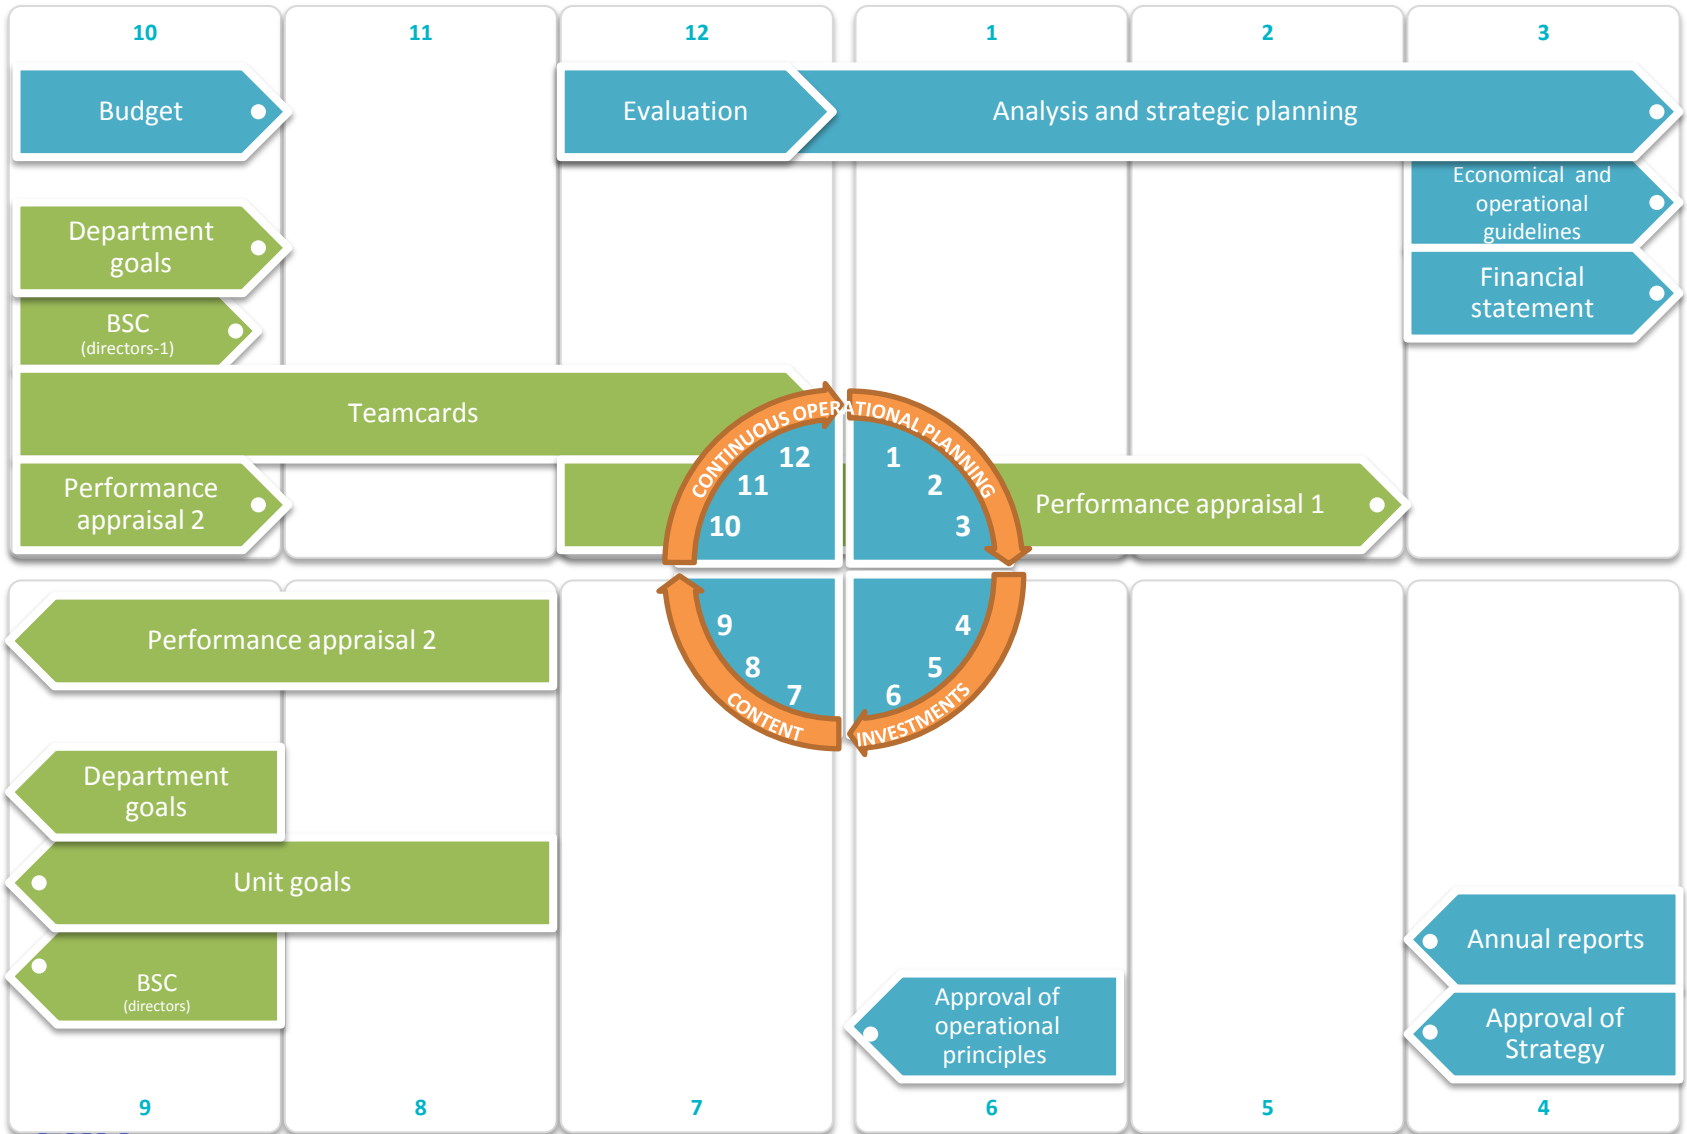 10
11
12
1
2
3
Budget
Evaluation
Analysis and strategic planning
Economical and
operational
guidelines
Department
goals
Financial
statement
BSC
(directors-1)
Teamcards
CONTINUOUS OPERATIONAL PLANNING
12
11
10
1
2
3
Performance
appraisal 2
Performance appraisal 1
Performance appraisal 2
9
8
7
4
5
6
CONTENT
INVESTMENTS
Department
goals
Unit goals
BSC
(directors)
Annual reports
Approval of
operational
principles
Approval of
Strategy
9
8
7
6
5
4